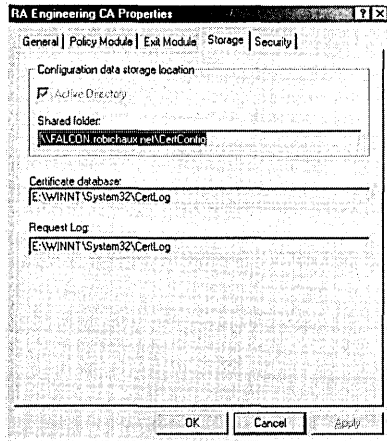 RA Engineering CA Properties
General Policy Module Exit Module Storage Security
Configuration data storage location
Active Directory
Shared folder:
\\FALCON.robichaux.net\CertConfig
Certificate database:
E:\WINNT\System32\CertLog
Request Log:
E:\WINNT\System32\CertLog
OK Cancel Apply